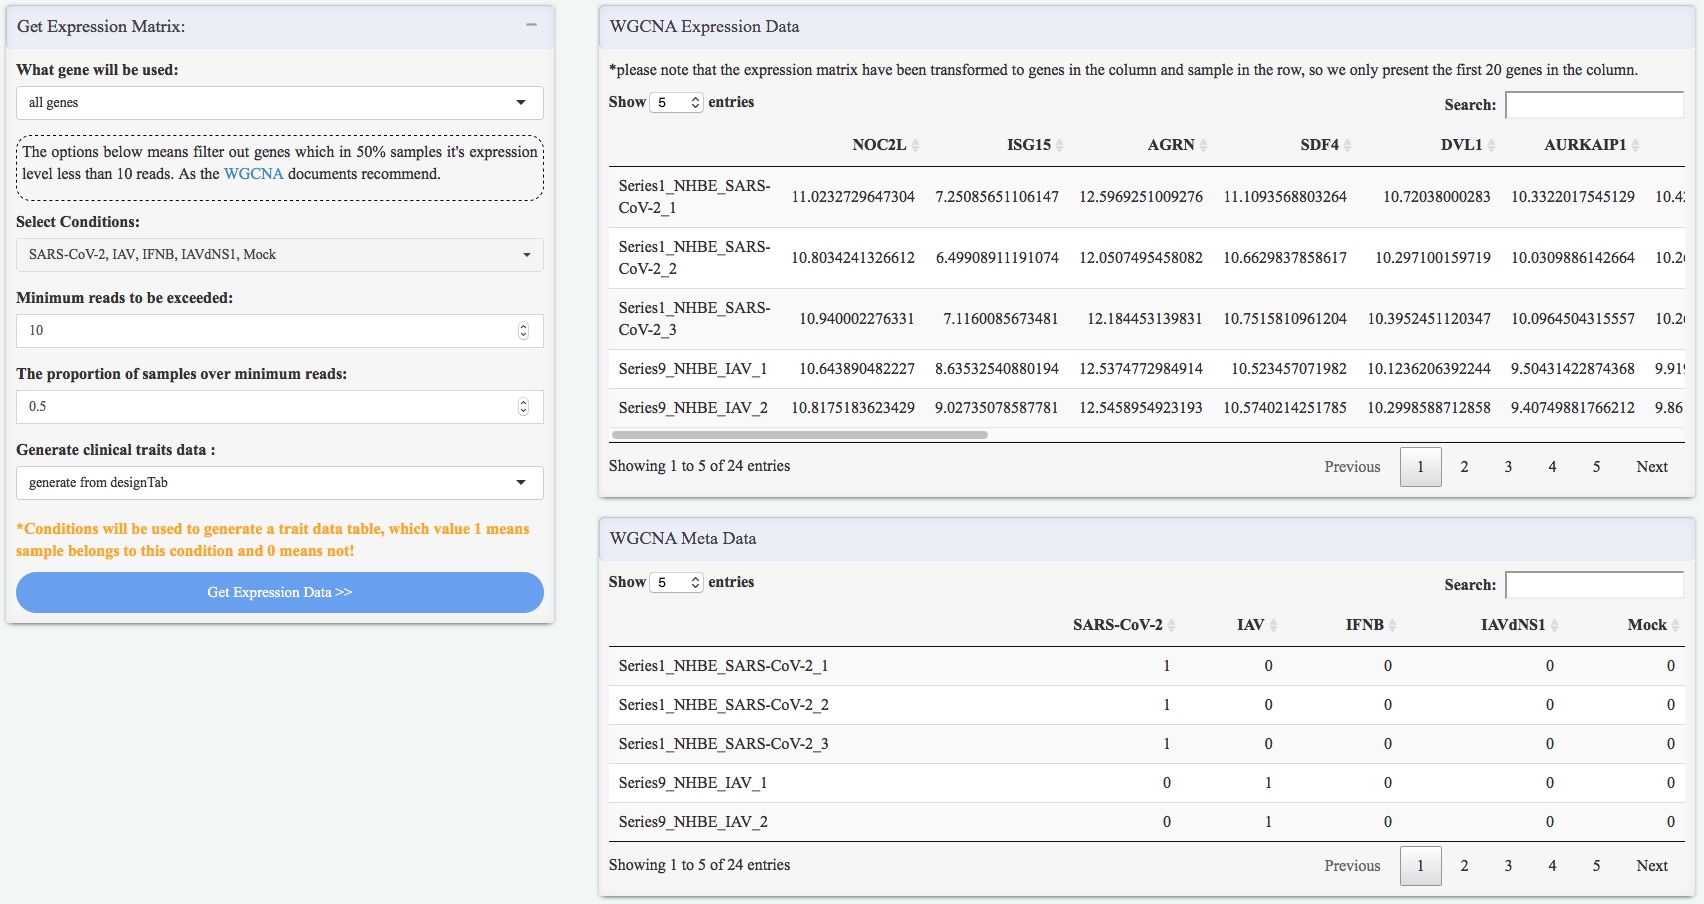 Get Expression Matrix:
What gene will be used:
all genes
The options below means filter out genes which in 50% samples it's expression
level less than 10 reads. As the WGCNA documents recommend.
Select Conditions:
SARS-CoV-2, IAV, IFNB, IAVdNS1, Mock
Minimum reads to be exceeded:
10
The proportion of samples over minimum reads:
0.5
Generate clinical traits data :
generate from designTab
*Conditions will be used to generate a trait data table, which value 1 means
sample belongs to this condition and 0 means not!
Get Expression Data >>
WGCNA Expression Data
*please note that the expression matrix have been transformed to genes in the column and sample in the row, so we only present the first 20 genes in the column.
Show 5 entries Search:
NOC2L ISG15 AGRN SDF4 DVL1 AURKAIP1
Series1_NHBE_SARS-
CoV-2_1 11.0232729647304 7.25085651106147 12.5969251009276 11.1093568803264 10.72038000283 10.3322017545129 10.4
Series1_NHBE_SARS-
CoV-2_2 10.8034241326612 6.49908911191074 12.0507495458082 10.6629837858617 10.297100159719 10.0309886142664 10.2
Series1_NHBE_SARS-
CoV-2_3 10.940002276331 7.1160085673481 12.184453139831 10.7515810961204 10.3952451120347 10.0964504315557 10.2
Series9_NHBE_IAV_1 10.643890482227 8.63532540880194 12.5374772984914 10.523457071982 10.1236206392244 9.50431422874368 9.91
Series9_NHBE_IAV_2 10.8175183623429 9.02735078587781 12.5458954923193 10.5740214251785 10.2998588712858 9.40749881766212 9.86
Showing 1 to 5 of 24 entries Previous 1 2 3 4 5 Next
WGCNA Meta Data
Show 5 entries Search:
SARS-CoV-2 IAV IFNB IAVdNS1 Mock
Series1_NHBE_SARS-CoV-2_1 1 0 0 0 0
Series1_NHBE_SARS-CoV-2_2 1 0 0 0 0
Series1_NHBE_SARS-CoV-2_3 1 0 0 0 0
Series9_NHBE_IAV_1 0 1 0 0 0
Series9_NHBE_IAV_2 0 1 0 0 0
Showing 1 to 5 of 24 entries Previous 1 2 3 4 5 Next